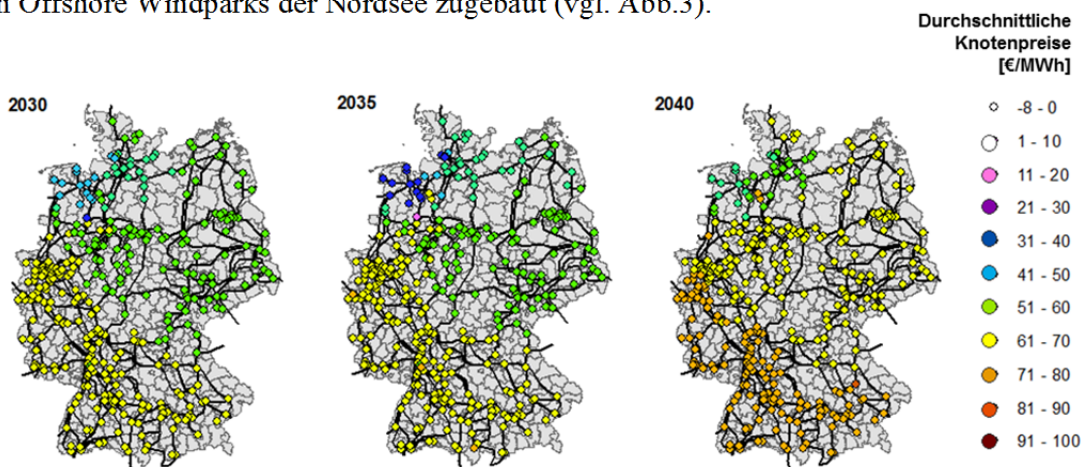 n Offshore Windparks der Nordsee zugebaut (vgl. Abb.3).
Durchschnittliche
Knotenpreise
[€/MWh]
2030
2035
2040
-8 - 0
1 - 10
11 - 20
21 - 30
31 - 40
41 - 50
51 - 60
61 - 70
71 - 80
81 - 90
91 - 100